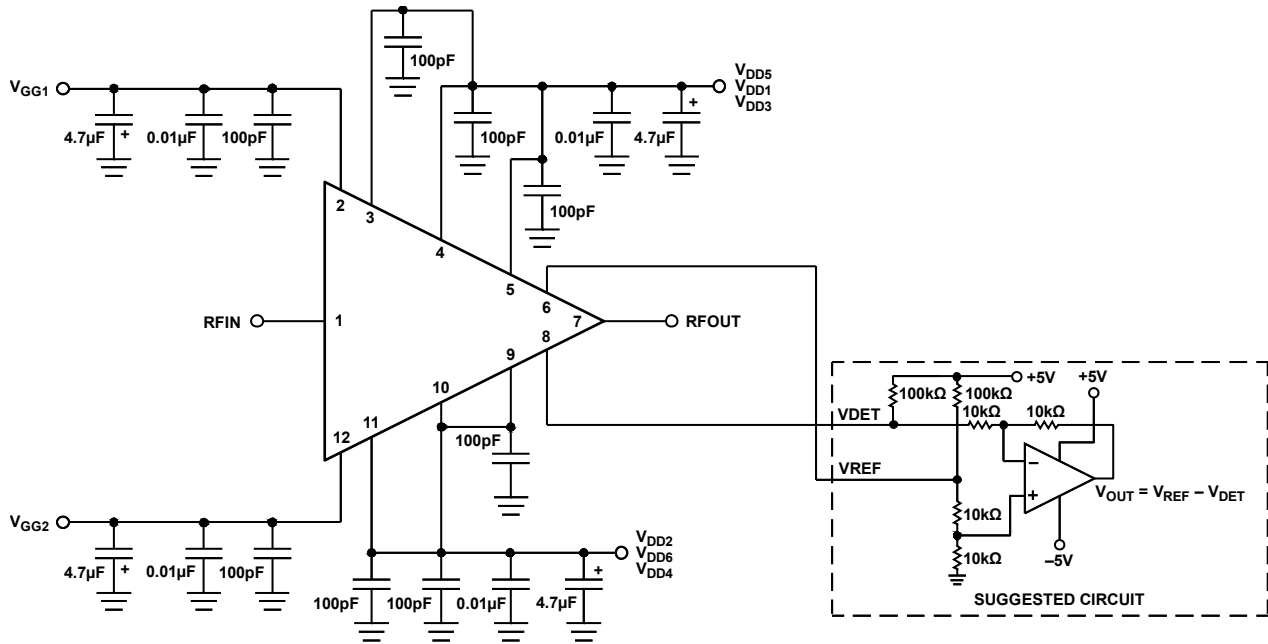 100pF
VGG1
4.7µF
+
0.01µF
100pF
100pF
0.01µF
+
4.7µF
VDD5
VDD1
VDD3
100pF
2
3
4
5
6
RFIN
1
7
RFOUT
8
9
10
11
12
100pF
VGG2
4.7µF
+
0.01µF
100pF
100pF
100pF
0.01µF
+
4.7µF
VDD2
VDD6
VDD4
+5V
+5V
100kΩ
100kΩ
VDET
10kΩ
10kΩ
VREF
–
+
VOUT = VREF – VDET
10kΩ
10kΩ
–5V
SUGGESTED CIRCUIT